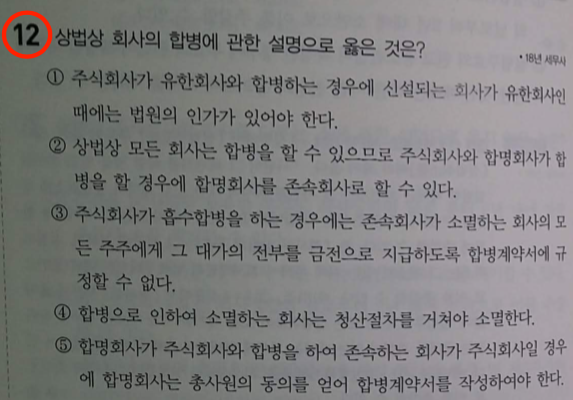 12 상법상 회사의 합병에 관한 설명으로 옳은 것은?
• 18년 세무사
① 주식회사가 유한회사와 합병하는 경우에 신설되는 회사가 유한회사인
때에는 법원의 인가가 있어야 한다.
② 상법상 모든 회사는 합병을 할 수 있으므로 주식회사와 합명회사가 합
병을 할 경우에 합명회사를 존속회사로 할 수 있다.
③ 주식회사가 흡수합병을 하는 경우에는 존속회사가 소멸하는 회사의 모
든 주주에게 그 대가의 전부를 금전으로 지급하도록 합병계약서에 규
정할 수 없다.
④ 합병으로 인하여 소멸하는 회사는 청산절차를 거쳐야 소멸한다.
⑤ 합명회사가 주식회사와 합병을 하여 존속하는 회사가 주식회사일 경우
에 합명회사는 총사원의 동의를 얻어 합병계약서를 작성하여야 한다.